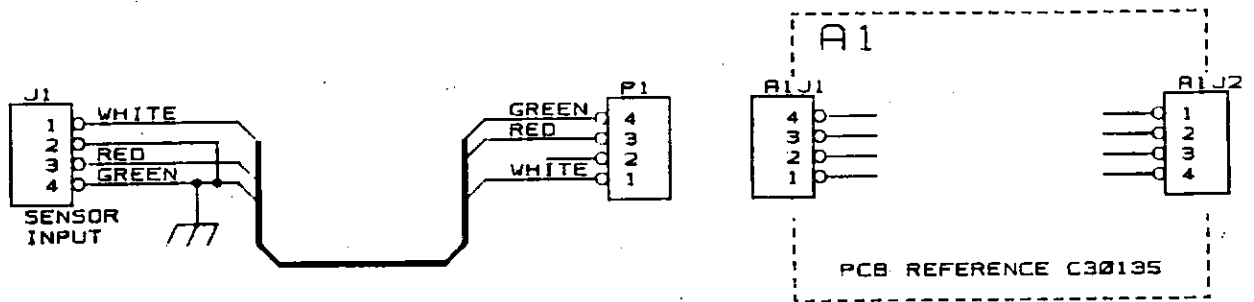 J1
1 WHITE
2
3 RED
4 GREEN
SENSOR
INPUT
P1
GREEN 4
RED 3
2
WHITE 1
A1
A1J1
4
3
2
1
A1J2
1
2
3
4
PCB REFERENCE C30135